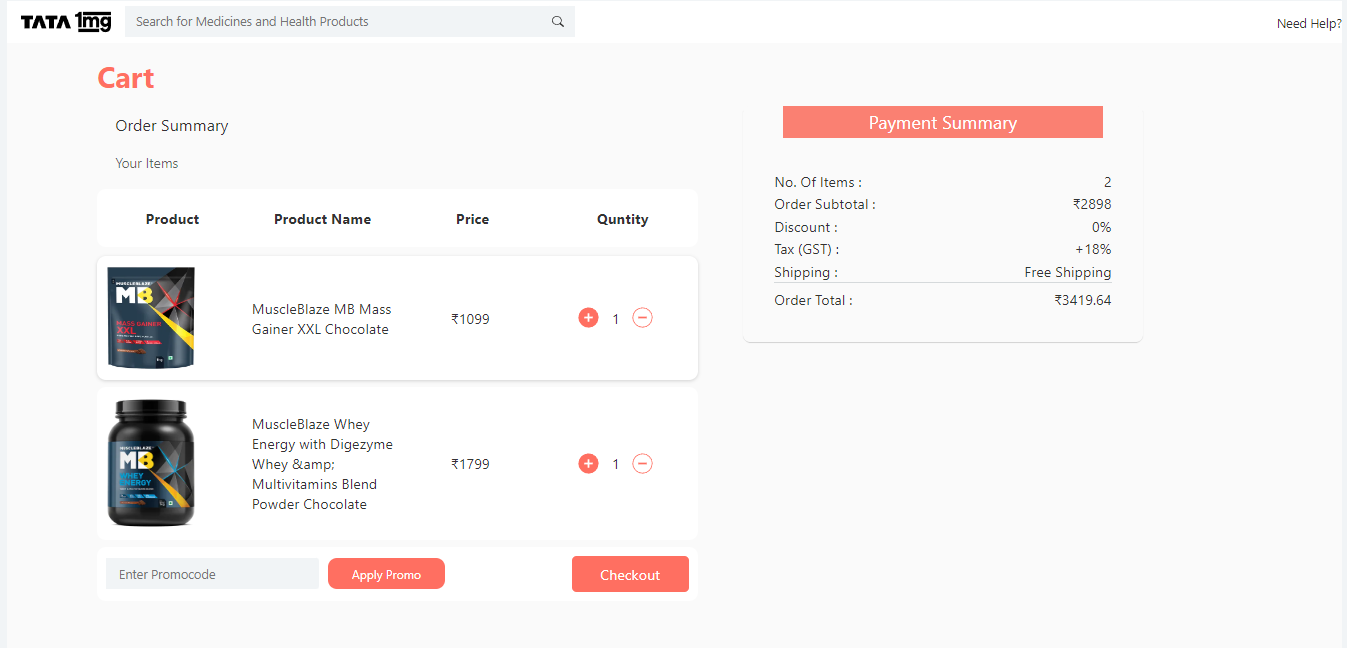 TATA 1mg
Search for Medicines and Health Products
Need Help?
Cart
Order Summary
Your Items
Product Product Name Price Quntity
MUSCLEBLAZE
MB
MASS GAINER
XXL
MuscleBlaze MB Mass
Gainer XXL Chocolate
₹1099
1
MUSCLEBLAZE
MB
WHEY
ENERGY
MuscleBlaze Whey
Energy with Digezyme
Whey &amp;
Multivitamins Blend
Powder Chocolate
₹1799
1
Enter Promocode
Apply Promo
Checkout
Payment Summary
No. Of Items : 2
Order Subtotal : ₹2898
Discount : 0%
Tax (GST) : +18%
Shipping : Free Shipping
Order Total : ₹3419.64